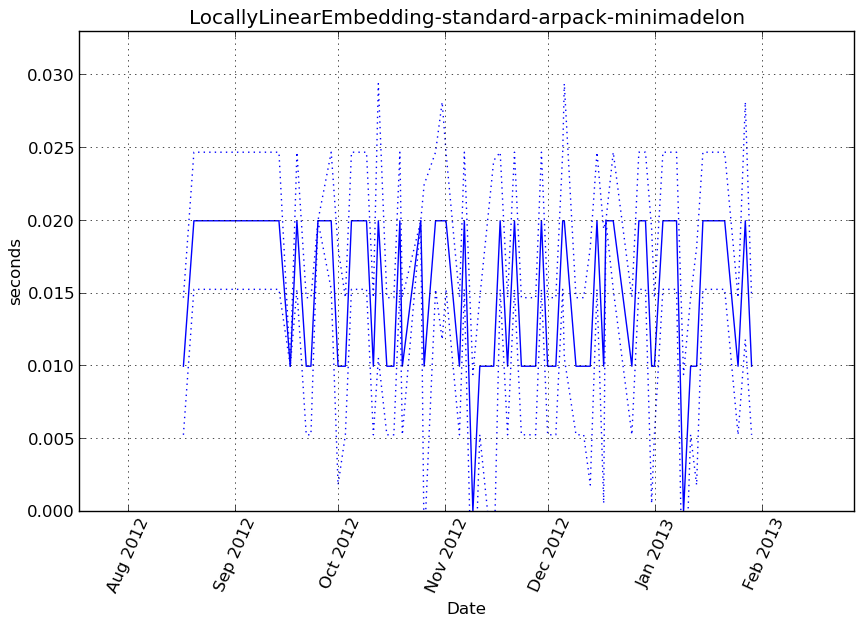 LocallyLinearEmbedding-standard-arpack-minimadelon
0.030
0.025
0.020
0.015
0.010
0.005
0.000
seconds
Aug 2012
Sep 2012
Oct 2012
Nov 2012
Dec 2012
Jan 2013
Feb 2013
Date